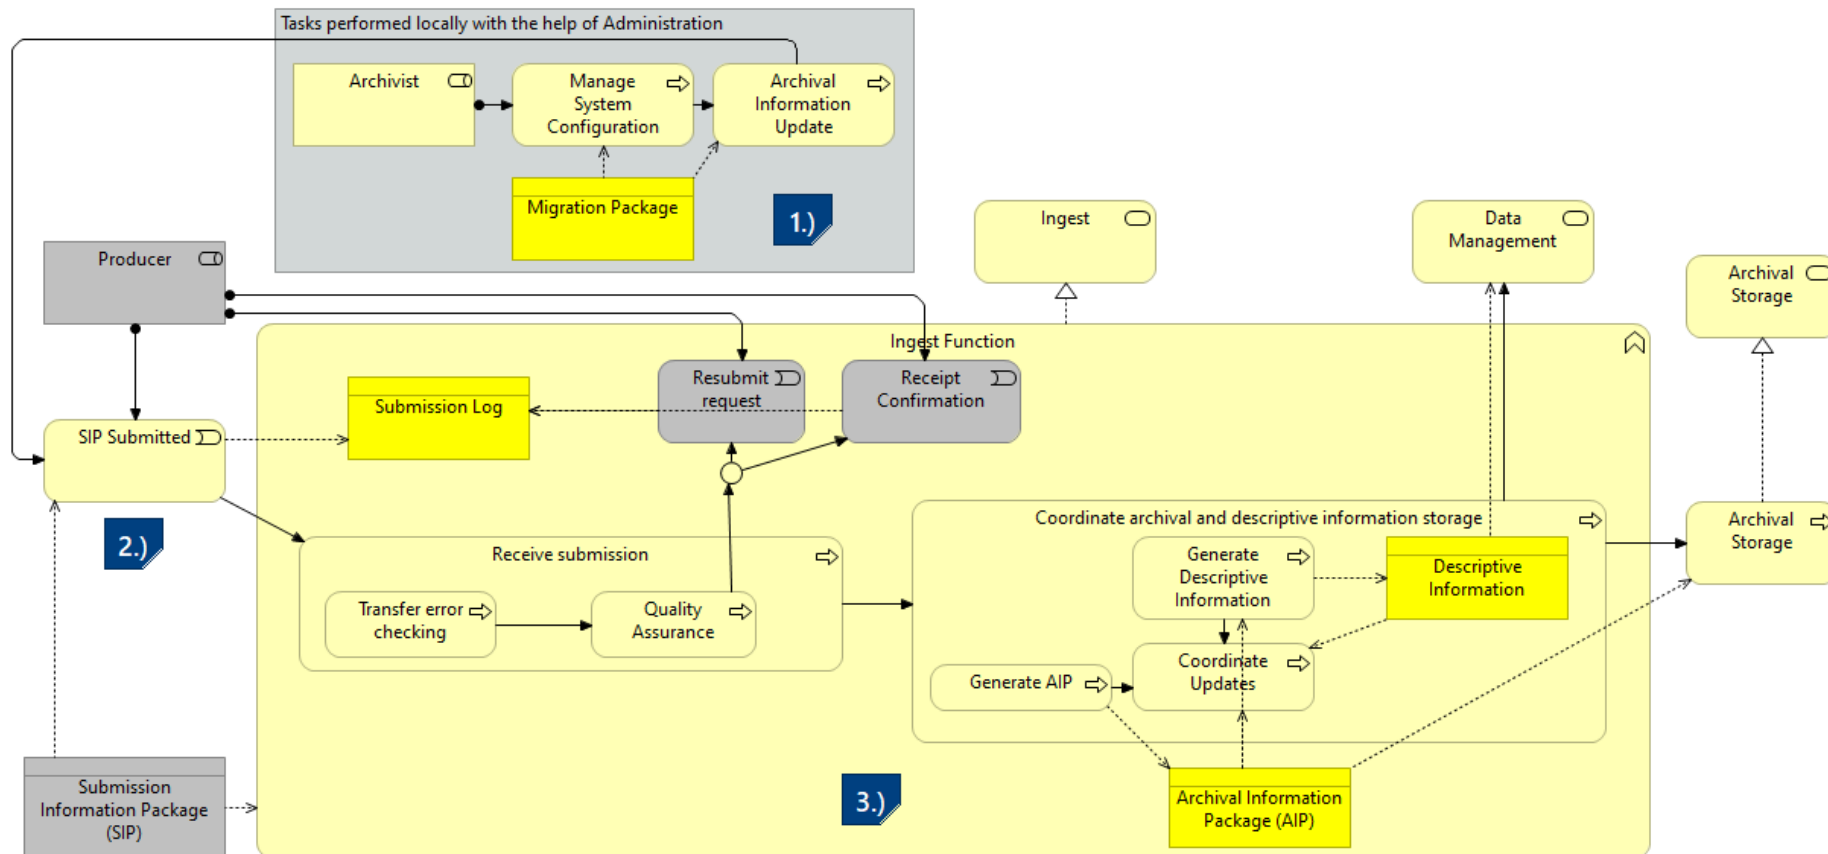 Tasks performed locally with the help of Administration
Archivist
Manage
System
Configuration
Archival
Information
Update
Migration Package
1.)
Producer
Ingest
Data
Management
Archival
Storage
Ingest Function
Resubmit
request
Receipt
Confirmation
Submission Log
SIP Submitted
2.)
Receive submission
Transfer error
checking
Quality
Assurance
Coordinate archival and descriptive information storage
Generate
Descriptive
Information
Descriptive
Information
Coordinate
Updates
Generate AIP
Archival
Storage
Submission
Information Package
(SIP)
3.)
Archival Information
Package (AIP)